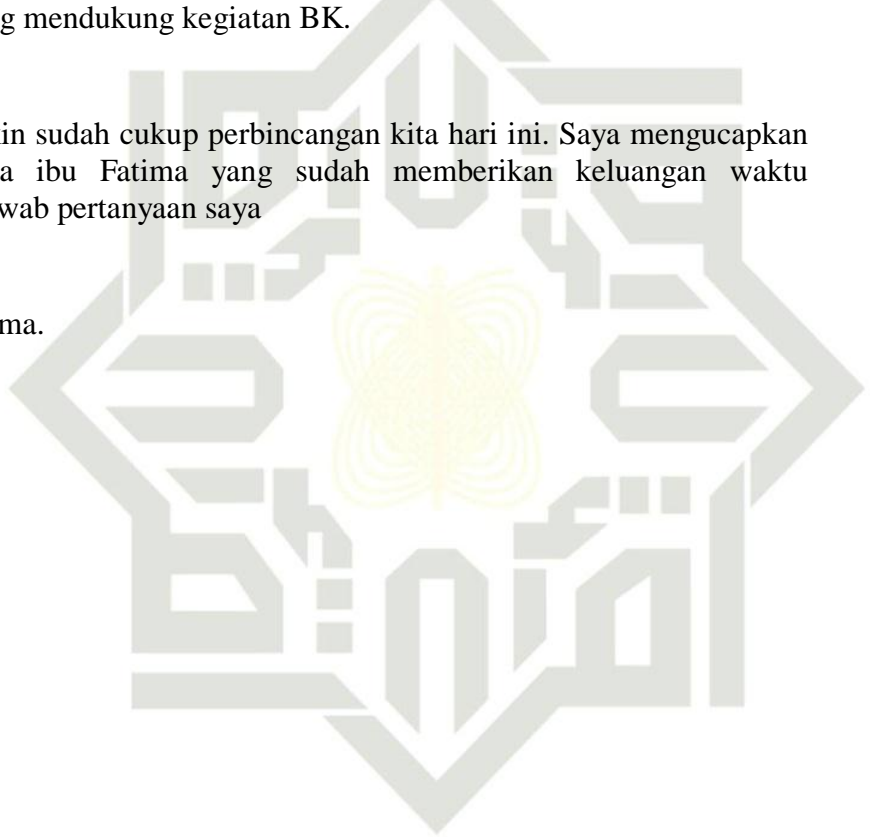 g mendukung kegiatan BK.
in sudah cukup perbincangan kita hari ini. Saya mengucapkan
a ibu Fatima yang sudah memberikan keluangan waktu
wab pertanyaan saya
ma.